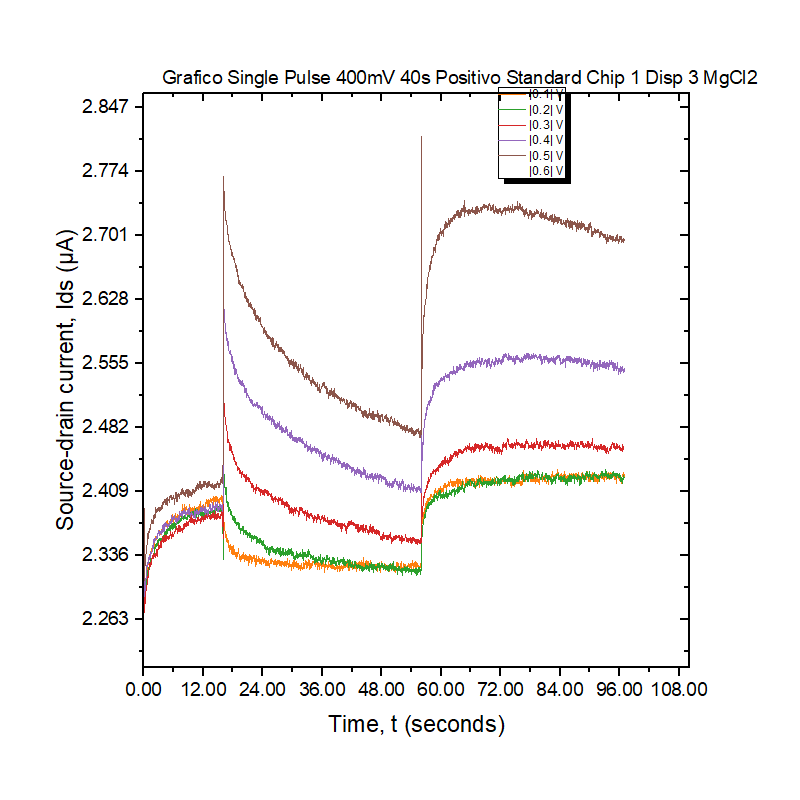 Grafico Single Pulse 400mV 40s Positivo Standard Chip 1 Disp 3 MgCl2
|0.1| V
|0.2| V
|0.3| V
|0.4| V
|0.5| V
|0.6| V
2.847
2.774
2.701
2.628
2.555
2.482
2.409
2.336
2.263
Source-drain current, Ids (µA)
0.00 12.00 24.00 36.00 48.00 60.00 72.00 84.00 96.00 108.00
Time, t (seconds)